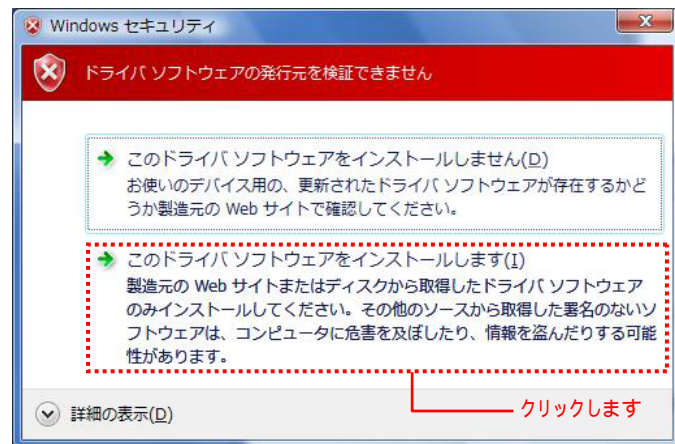 Windows セキュリティ
ドライバ ソフトウェアの発行元を検証できません
このドライバ ソフトウェアをインストールしません(D)
お使いのデバイス用の、更新されたドライバ ソフトウェアが存在するかど
うか製造元の Web サイトで確認してください。
このドライバ ソフトウェアをインストールします(I)
製造元の Web サイトまたはディスクから取得したドライバ ソフトウェア
のみインストールしてください。その他のソースから取得した署名のないソ
フトウェアは、コンピュータに危害を及ぼしたり、情報を盗んだりする可能
性があります。
クリックします
詳細の表示(D)